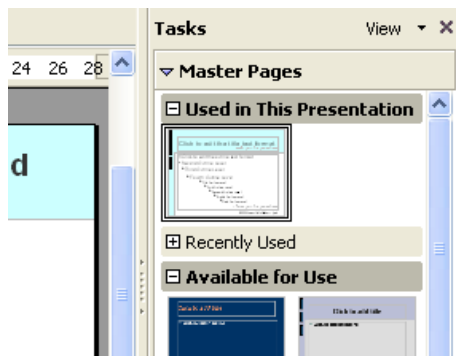 Tasks View
24 26 28
Master Pages
Used in This Presentation
d
Click to edit the title text format
Recently Used
Available for Use
Click to add title